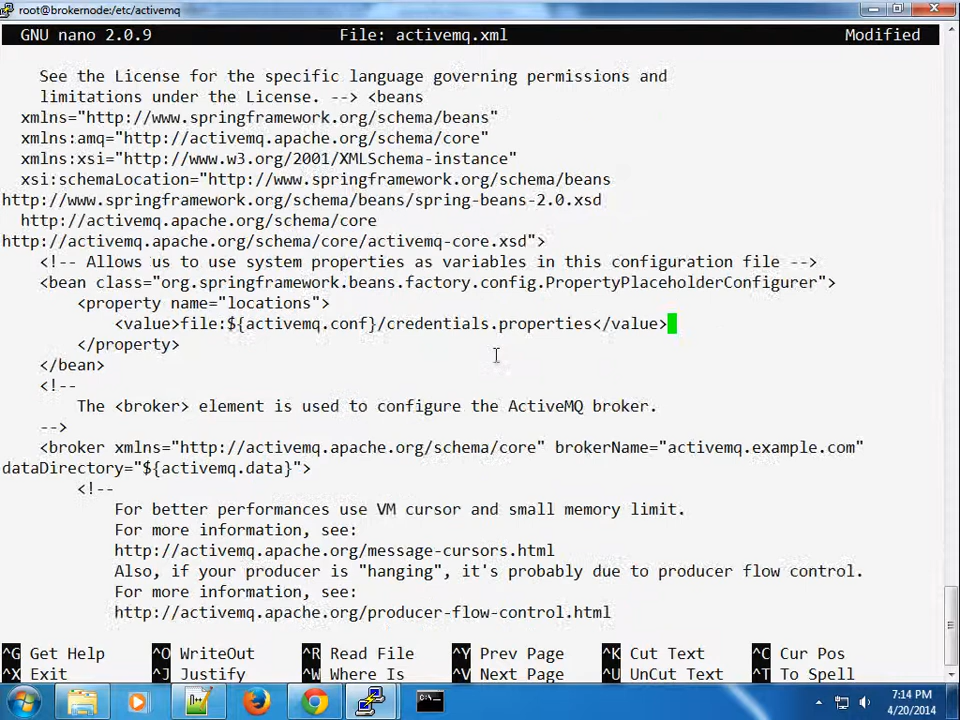 root@brokernode:/etc/activemq
GNU nano 2.0.9 File: activemq.xml Modified
See the License for the specific language governing permissions and
limitations under the License. --> <beans
xmlns="http://www.springframework.org/schema/beans"
xmlns:amq="http://activemq.apache.org/schema/core"
xmlns:xsi="http://www.w3.org/2001/XMLSchema-instance"
xsi:schemaLocation="http://www.springframework.org/schema/beans
http://www.springframework.org/schema/beans/spring-beans-2.0.xsd
http://activemq.apache.org/schema/core
http://activemq.apache.org/schema/core/activemq-core.xsd">
<!-- Allows us to use system properties as variables in this configuration file -->
<bean class="org.springframework.beans.factory.config.PropertyPlaceholderConfigurer">
<property name="locations">
<value>file:${activemq.conf}/credentials.properties</value>
</property>
</bean>
<!--
The <broker> element is used to configure the ActiveMQ broker.
-->
<broker xmlns="http://activemq.apache.org/schema/core" brokerName="activemq.example.com"
dataDirectory="${activemq.data}">
<!--
For better performances use VM cursor and small memory limit.
For more information, see:
http://activemq.apache.org/message-cursors.html
Also, if your producer is "hanging", it's probably due to producer flow control.
For more information, see:
http://activemq.apache.org/producer-flow-control.html
^G Get Help ^O WriteOut ^R Read File ^Y Prev Page ^K Cut Text ^C Cur Pos
^X Exit ^J Justify ^W Where Is ^V Next Page ^U UnCut Text ^T To Spell
7:14 PM
4/20/2014